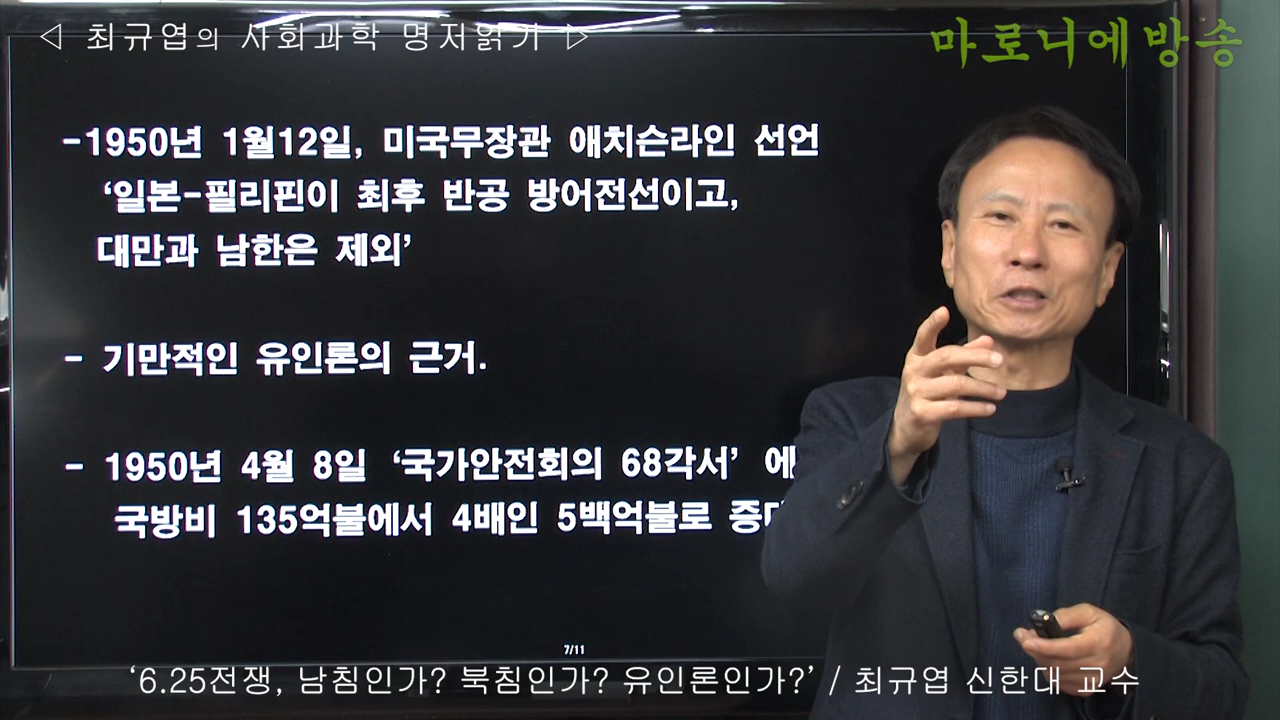 ◁ 최규엽의 사회과학 명저읽기 ▷
마로니에방송
-1950년 1월12일, 미국무장관 애치슨라인 선언
‘일본-필리핀이 최후 반공 방어전선이고,
대만과 남한은 제외’
- 기만적인 유인론의 근거.
- 1950년 4월 8일 ‘국가안전회의 68각서’ 에
국방비 135억불에서 4배인 5백억불로
7/11
‘6.25전쟁, 남침인가? 북침인가? 유인론인가?’ / 최규엽 신한대 교수